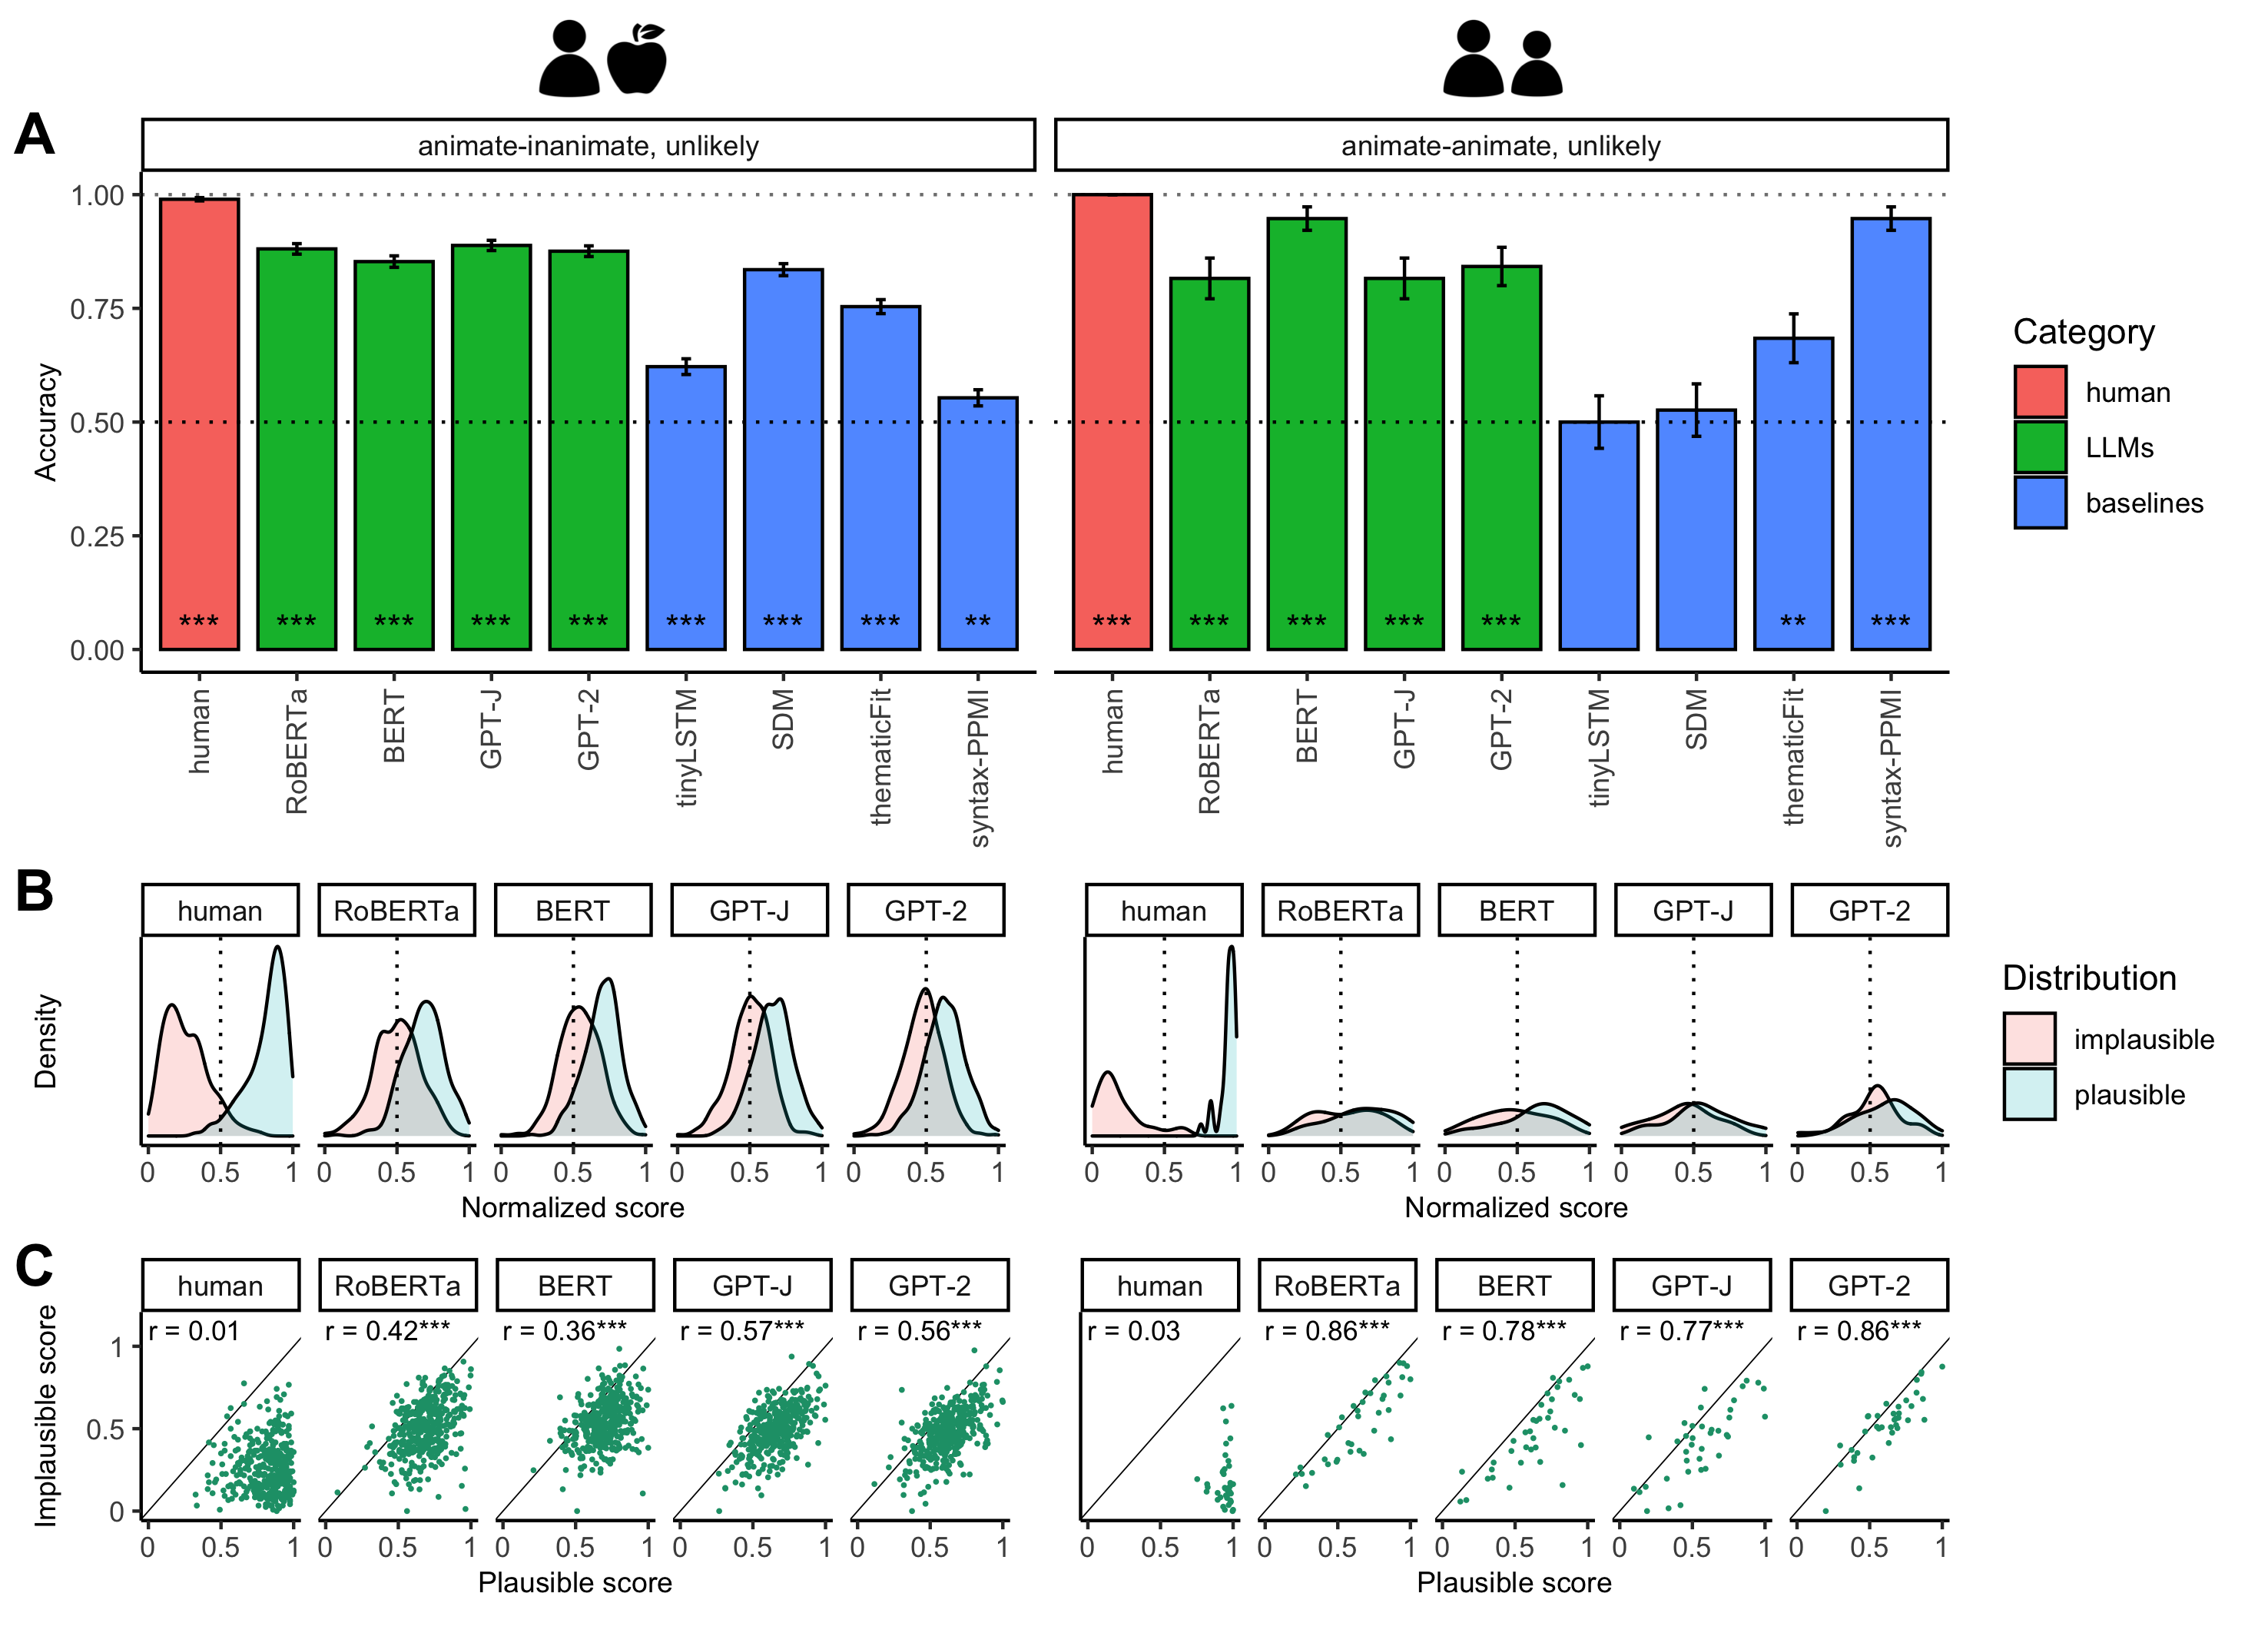 A
animate-inanimate, unlikely
animate-animate, unlikely
1.00
0.75
0.50
0.25
0.00
Accuracy
*** *** *** *** *** *** *** *** **
*** *** *** *** *** ** ***
human RoBERTa BERT GPT-J GPT-2 tinyLSTM SDM thematicFit syntax-PPMI
human RoBERTa BERT GPT-J GPT-2 tinyLSTM SDM thematicFit syntax-PPMI
Category
human
LLMs
baselines
B
human RoBERTa BERT GPT-J GPT-2
human RoBERTa BERT GPT-J GPT-2
Density
0 0.5 1 0 0.5 1 0 0.5 1 0 0.5 1 0 0.5 1
0 0.5 1 0 0.5 1 0 0.5 1 0 0.5 1 0 0.5 1
Normalized score
Normalized score
Distribution
implausible
plausible
C
human RoBERTa BERT GPT-J GPT-2
human RoBERTa BERT GPT-J GPT-2
r = 0.01 r = 0.42*** r = 0.36*** r = 0.57*** r = 0.56***
r = 0.03 r = 0.86*** r = 0.78*** r = 0.77*** r = 0.86***
Implausible score
1
0.5
0
0 0.5 1 0 0.5 1 0 0.5 1 0 0.5 1 0 0.5 1
0 0.5 1 0 0.5 1 0 0.5 1 0 0.5 1 0 0.5 1
Plausible score
Plausible score